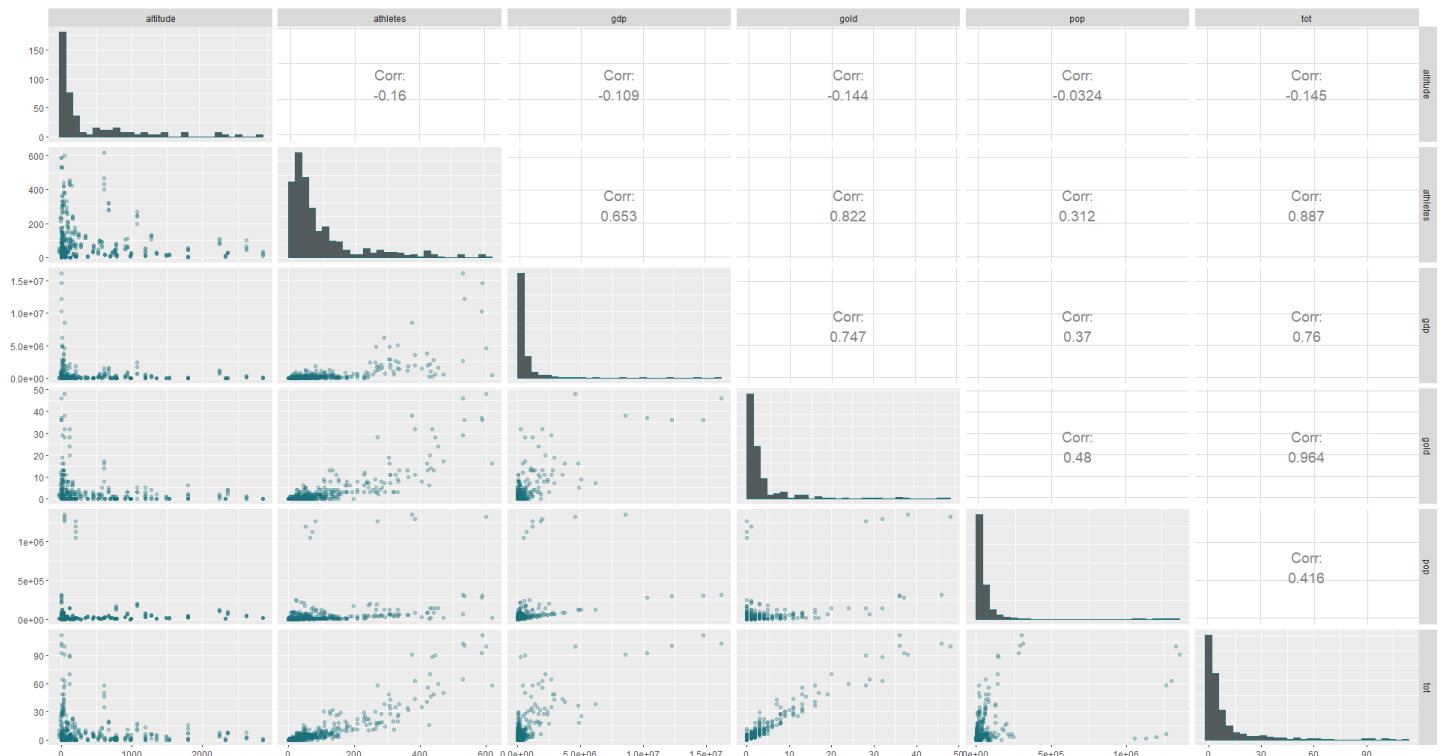 altitude athletes gdp gold pop tot
150
100
50
0
Corr:
-0.16
Corr:
-0.109
Corr:
-0.144
Corr:
-0.0324
Corr:
-0.145
altitude
600
400
200
0
Corr:
0.653
Corr:
0.822
Corr:
0.312
Corr:
0.887
athletes
1.5e+07
1.0e+07
5.0e+06
0.0e+00
Corr:
0.747
Corr:
0.37
Corr:
0.76
gdp
50
40
30
20
10
0
Corr:
0.48
Corr:
0.964
gold
1e+06
5e+05
0e+00
Corr:
0.416
pop
90
60
30
0
tot
0 1000 2000 0 200 400 600 0.0e+00 5.0e+06 1.0e+07 1.5e+07 0 10 20 30 40 50 0e+00 5e+05 1e+06 0 30 60 90